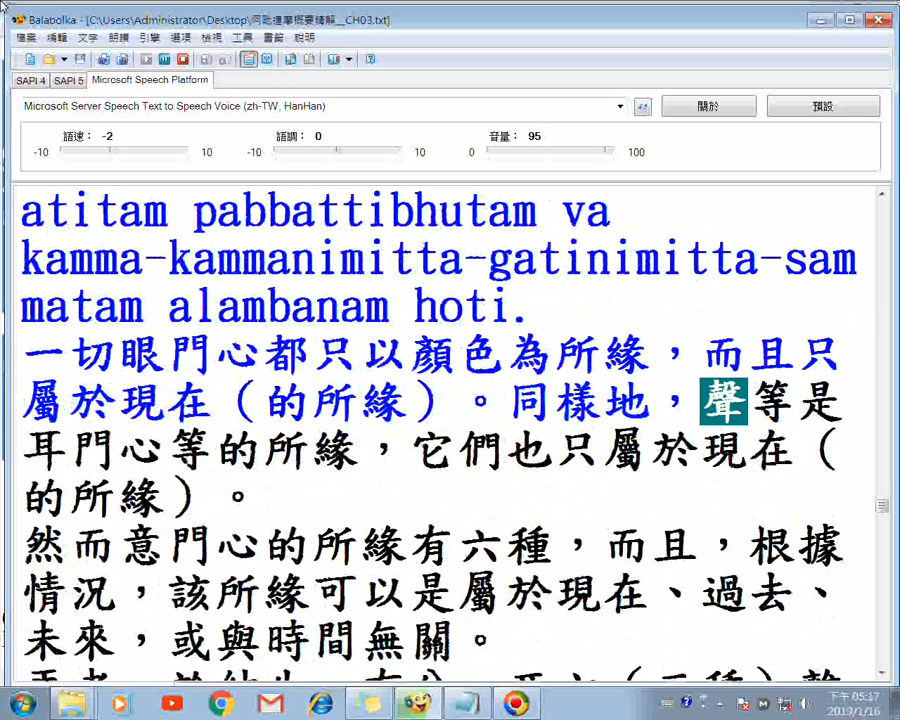 Balabolka - [C:\Users\Administrator\Desktop\阿毗達摩概要精解__CH03.txt]
檔案 編輯 文字 朗讀 引擎 選項 檢視 工具 書籤 說明
SAPI 4 SAPI 5 Microsoft Speech Platform
Microsoft Server Speech Text to Speech Voice (zh-TW, HanHan) 關於 預設
語速： -2 語調： 0 音量： 95
-10 10 -10 10 0 100
atitam pabbattibhutam va
kamma-kammanimitta-gatinimitta-sam
matam alambanam hoti.
一切眼門心都只以顏色為所緣，而且只
屬於現在（的所緣）。同樣地，聲等是
耳門心等的所緣，它們也只屬於現在（
的所緣）。
然而意門心的所緣有六種，而且，根據
情況，該所緣可以是屬於現在、過去、
未來，或與時間無關。
下午 05:17
2019/1/16